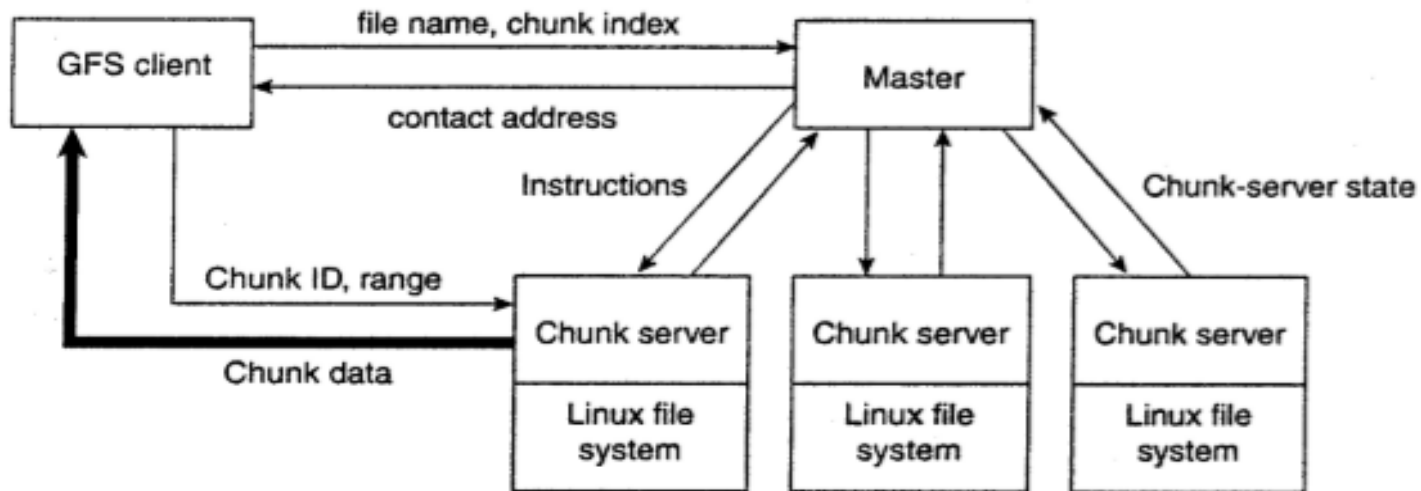 file name, chunk index
GFS client
Master
contact address
Instructions
Chunk-server state
Chunk ID, range
Chunk server
Chunk server
Chunk server
Chunk data
Linux file
system
Linux file
system
Linux file
system